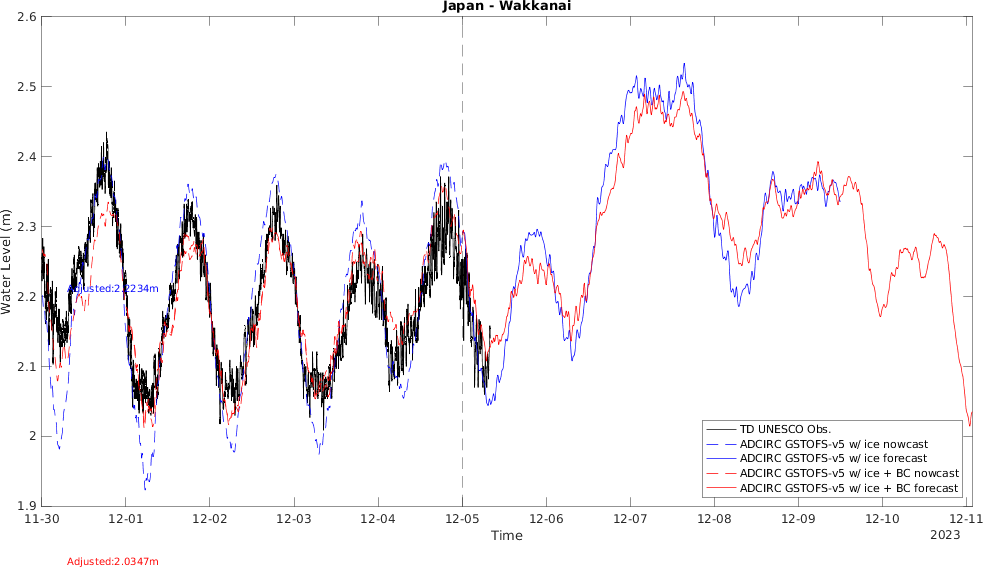 Japan - Wakkanai
2.6
2.5
2.4
2.3
2.2
2.1
2
1.9
Water Level (m)
Adjusted:2.2234m
TD UNESCO Obs.
ADCIRC GSTOFS-v5 w/ ice nowcast
ADCIRC GSTOFS-v5 w/ ice forecast
ADCIRC GSTOFS-v5 w/ ice + BC nowcast
ADCIRC GSTOFS-v5 w/ ice + BC forecast
11-30 12-01 12-02 12-03 12-04 12-05 12-06 12-07 12-08 12-09 12-10 12-11
Time
2023
Adjusted:2.0347m